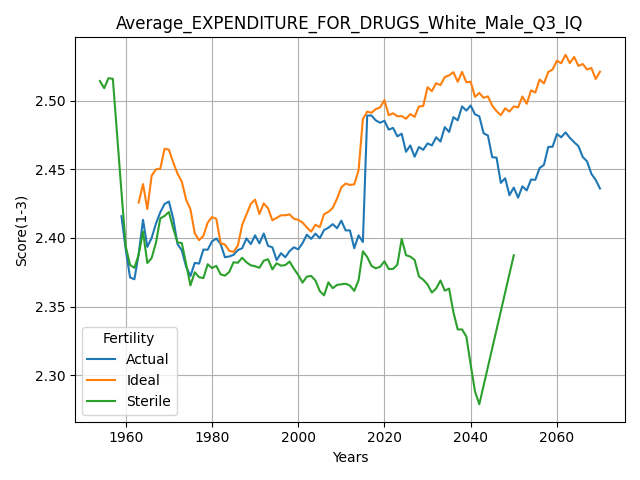 Average_EXPENDITURE_FOR_DRUGS_White_Male_Q3_IQ
Score(1-3)
2.50
2.45
2.40
2.35
2.30
Fertility
Actual
Ideal
Sterile
1960 1980 2000 2020 2040 2060
Years